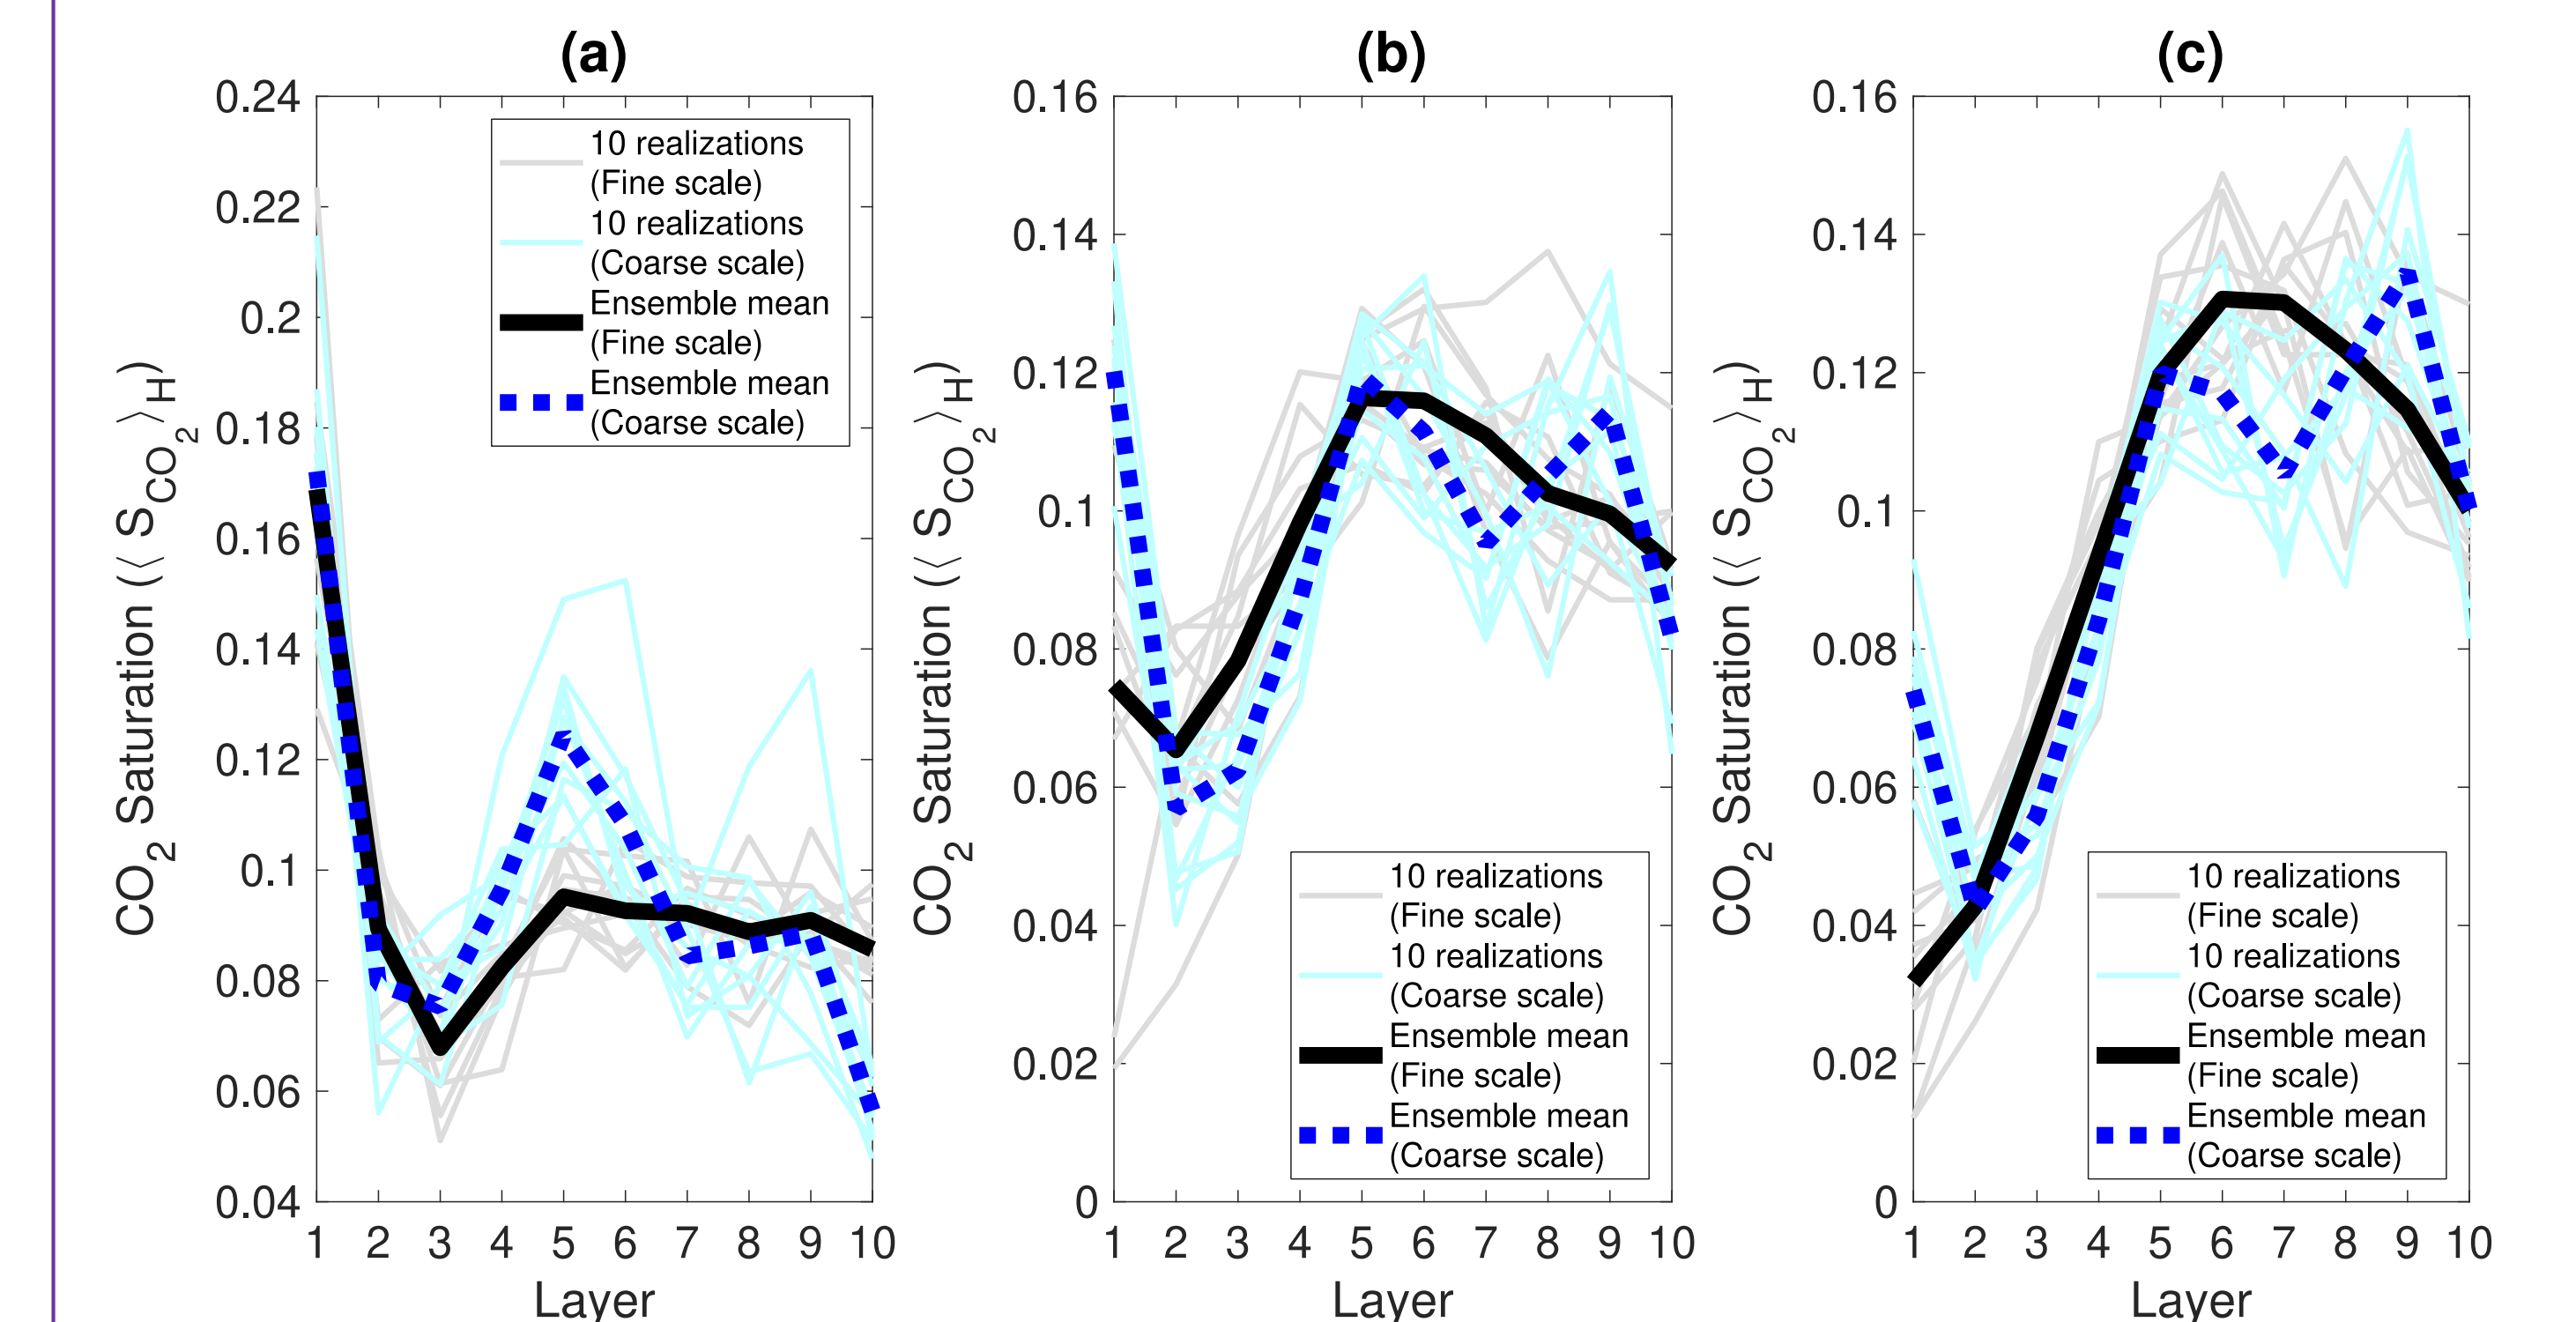 (a)
0.24
0.22
0.2
0.18
0.16
0.14
0.12
0.1
0.08
0.06
0.04
CO2 Saturation (⟨ SCO2 ⟩H)
1 2 3 4 5 6 7 8 9 10
Layer
10 realizations
(Fine scale)
10 realizations
(Coarse scale)
Ensemble mean
(Fine scale)
Ensemble mean
(Coarse scale)
(b)
0.16
0.14
0.12
0.1
0.08
0.06
0.04
0.02
0
CO2 Saturation (⟨ SCO2 ⟩H)
1 2 3 4 5 6 7 8 9 10
Layer
10 realizations
(Fine scale)
10 realizations
(Coarse scale)
Ensemble mean
(Fine scale)
Ensemble mean
(Coarse scale)
(c)
0.16
0.14
0.12
0.1
0.08
0.06
0.04
0.02
0
CO2 Saturation (⟨ SCO2 ⟩H)
1 2 3 4 5 6 7 8 9 10
Layer
10 realizations
(Fine scale)
10 realizations
(Coarse scale)
Ensemble mean
(Fine scale)
Ensemble mean
(Coarse scale)